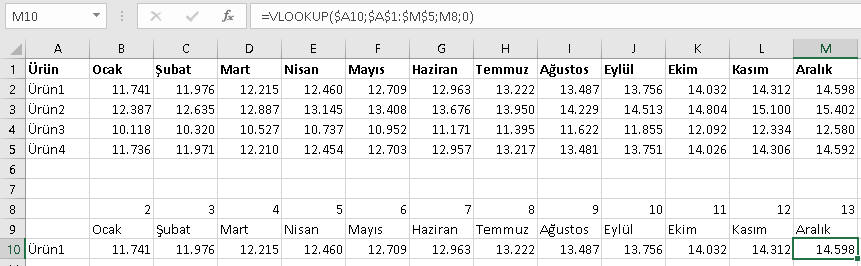 M10 fx =VLOOKUP($A10;$A$1:$M$5;M8;0)
A B C D E F G H I J K L M
1 Ürün Ocak Şubat Mart Nisan Mayıs Haziran Temmuz Ağustos Eylül Ekim Kasım Aralık
2 Ürün1 11.741 11.976 12.215 12.460 12.709 12.963 13.222 13.487 13.756 14.032 14.312 14.598
3 Ürün2 12.387 12.635 12.887 13.145 13.408 13.676 13.950 14.229 14.513 14.804 15.100 15.402
4 Ürün3 10.118 10.320 10.527 10.737 10.952 11.171 11.395 11.622 11.855 12.092 12.334 12.580
5 Ürün4 11.736 11.971 12.210 12.454 12.703 12.957 13.217 13.481 13.751 14.026 14.306 14.592
6
7
8 2 3 4 5 6 7 8 9 10 11 12 13
9 Ocak Şubat Mart Nisan Mayıs Haziran Temmuz Ağustos Eylül Ekim Kasım Aralık
10 Ürün1 11.741 11.976 12.215 12.460 12.709 12.963 13.222 13.487 13.756 14.032 14.312 14.598